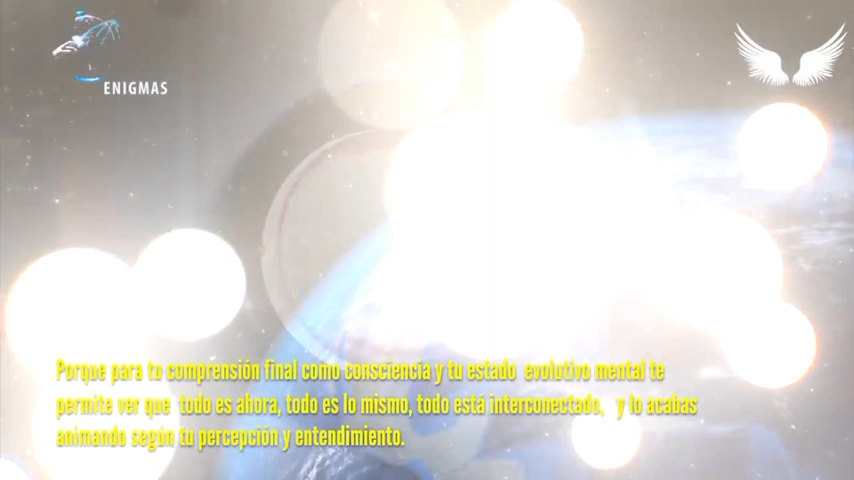 ENIGMAS
Porque para tu comprensión final como consciencia y tu estado evolutivo mental te
permite ver que todo es ahora, todo es lo mismo, todo está interconectado, y lo acabas
animando según tu percepción y entendimiento.